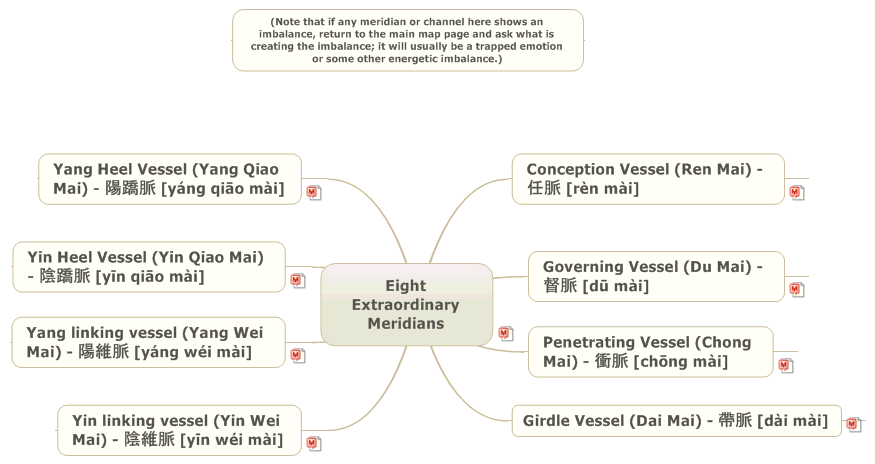 (Note that if any meridian or channel here shows an
imbalance, return to the main map page and ask what is
creating the imbalance; it will usually be a trapped emotion
or some other energetic imbalance.)
Yang Heel Vessel (Yang Qiao
Mai) - 陽蹻脈 [yáng qiāo mài]
Yin Heel Vessel (Yin Qiao Mai)
- 陰蹻脈 [yīn qiāo mài]
Yang linking vessel (Yang Wei
Mai) - 陽維脈 [yáng wéi mài]
Yin linking vessel (Yin Wei
Mai) - 陰維脈 [yīn wéi mài]
Eight
Extraordinary
Meridians
Conception Vessel (Ren Mai) -
任脈 [rèn mài]
Governing Vessel (Du Mai) -
督脈 [dū mài]
Penetrating Vessel (Chong
Mai) - 衝脈 [chōng mài]
Girdle Vessel (Dai Mai) - 帶脈 [dài mài]